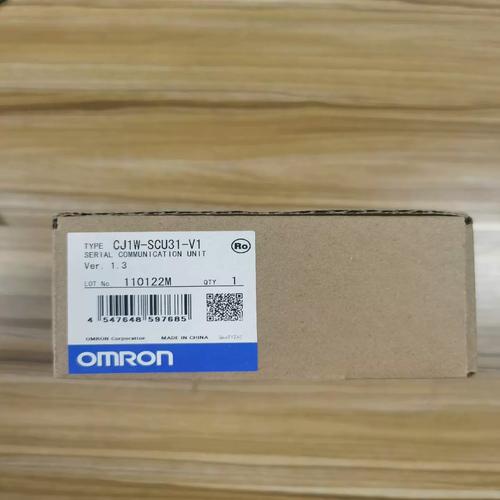 TYPE CJ1W-SCU31-V1
SERIAL COMMUNICATION UNIT
Ro
Ver. 1.3
LOT No. 110122M QTY 1
4 547648 597685
OMRON Corporation MADE IN CHINA
OMRON